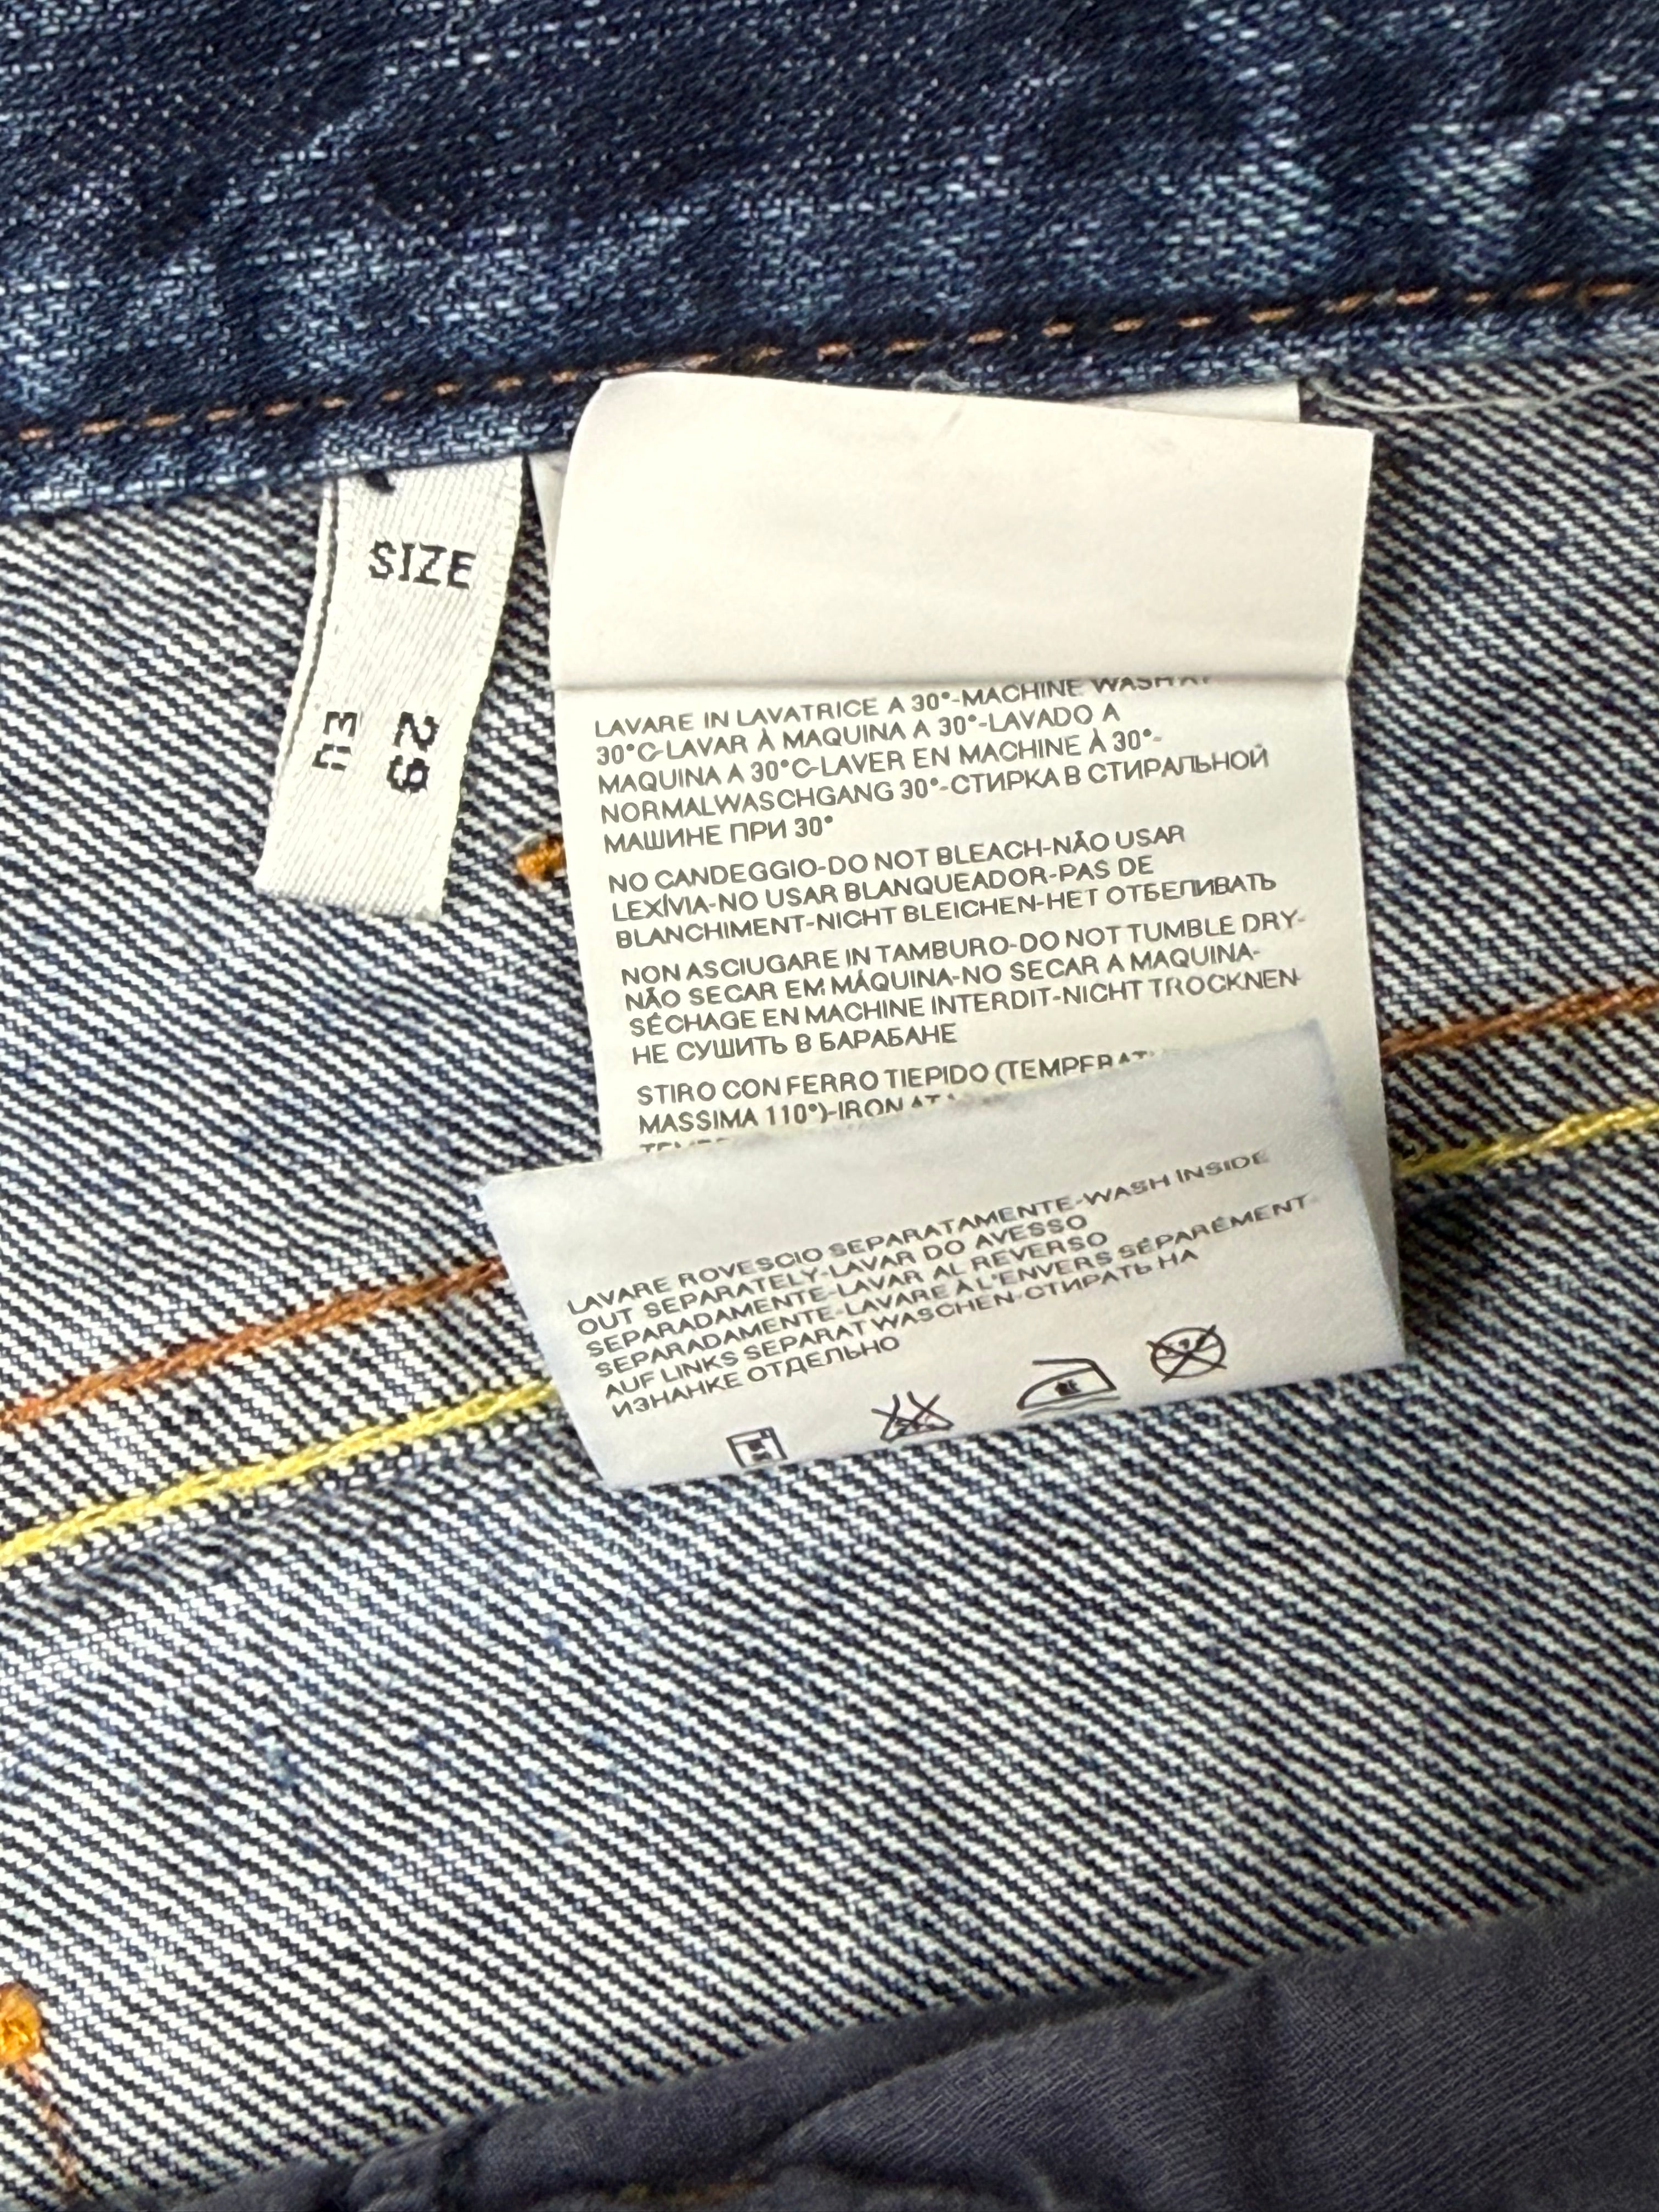 SIZE
29
LAVARE IN LAVATRICE A 30°-MACHINE WASH AT
30°C-LAVAR À MAQUINA A 30°-LAVADO A
MAQUINA A 30°C-LAVER EN MACHINE À 30°-
NORMALWASCHGANG 30°-СТИРКА В СТИРАЛЬНОЙ
МАШИНЕ ПРИ 30°
NO CANDEGGIO-DO NOT BLEACH-NÃO USAR
LEXÍVIA-NO USAR BLANQUEADOR-PAS DE
BLANCHIMENT-NICHT BLEICHEN-НЕТ ОТБЕЛИВАТЬ
NON ASCIUGARE IN TAMBURO-DO NOT TUMBLE DRY-
NÃO SECAR EM MÁQUINA-NO SECAR A MAQUINA-
SÉCHAGE EN MACHINE INTERDIT-NICHT TROCKNEN-
НЕ СУШИТЬ В БАРАБАНЕ
STIRO CON FERRO TIEPIDO
MASSIMA 110°)-IRON AT
LAVARE ROVESCIO SEPARATAMENTE-WASH INSIDE
OUT SEPARATELY-LAVAR DO AVESSO
SEPARADAMENTE-LAVAR AL REVERSO
SEPARADAMENTE-LAVARE À L'ENVERS SÉPARÉMENT-
AUF LINKS SEPARAT WASCHEN-СТИРАТЬ НА
ИЗНАНКЕ ОТДЕЛЬНО